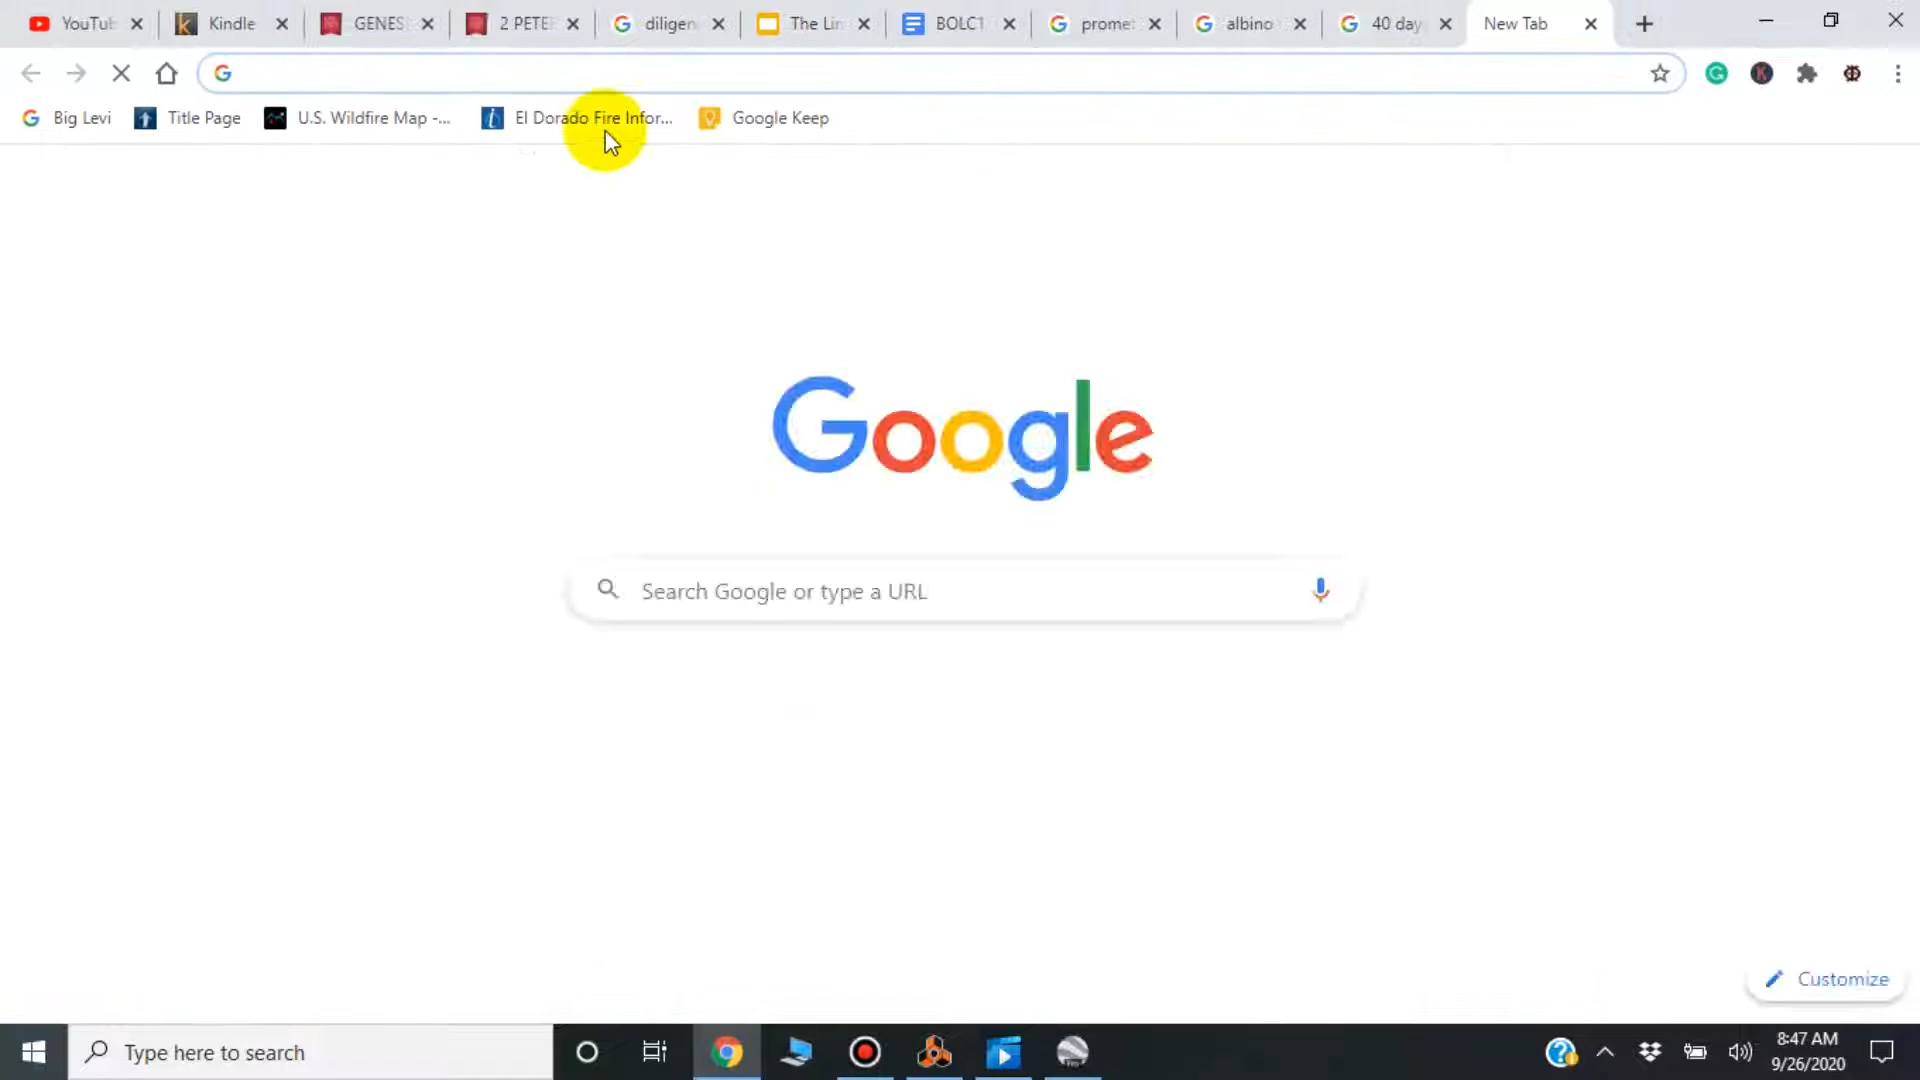 YouTub
Kindle
GENESI
2 PETE
diligen
The Lin
BOLC1
promet
albino
40 day
New Tab
Big Levi
Title Page
U.S. Wildfire Map -...
El Dorado Fire Infor...
Google Keep
Google
Search Google or type a URL
Customize
Type here to search
8:47 AM
9/26/2020